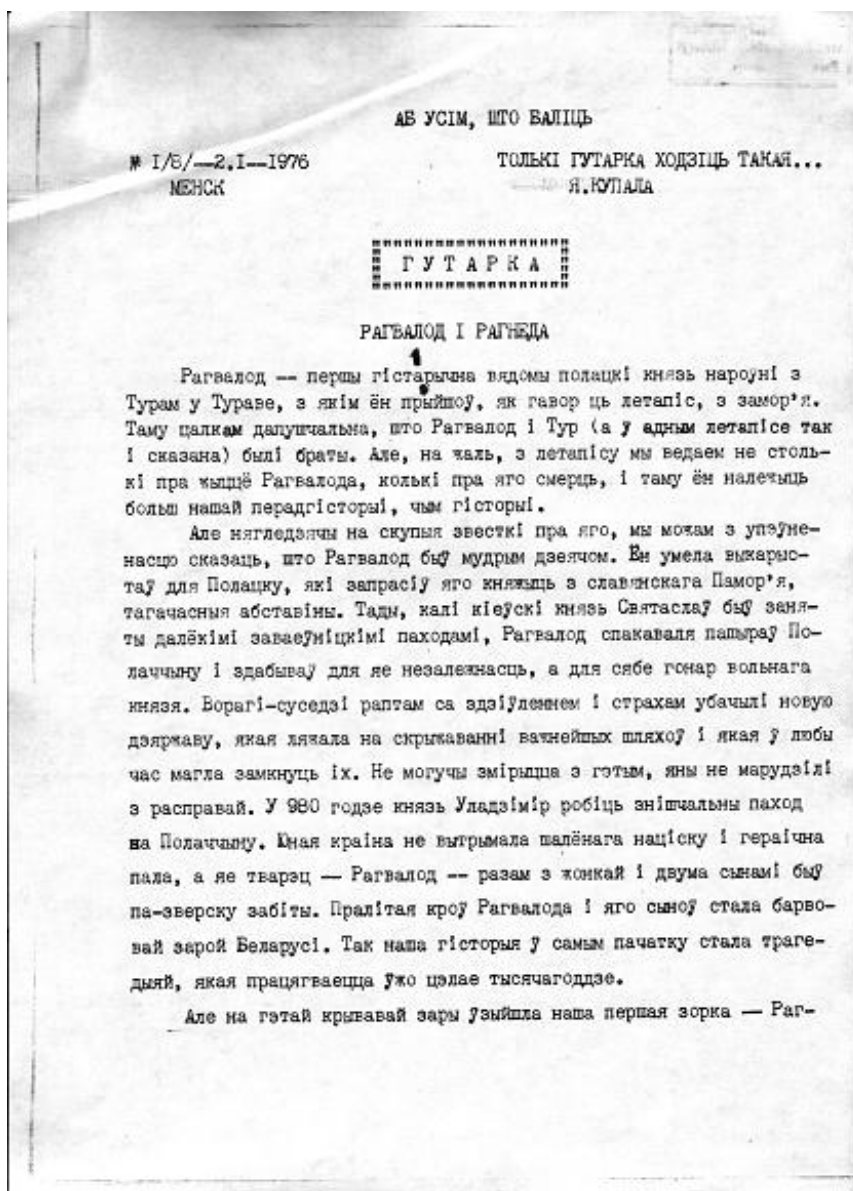 АБ УСІМ, ШТО БАЛІЦЬ
№ I/8/—2.I—1976 ТОЛЬКІ ГУТАРКА ХОДЗІЦЬ ТАКАЯ...
МЕНСК Я.КУПАЛА
ГУТАРКА
РАГВАЛОД І РАГНЕДА
Рагвалод — першы гістарычна вядомы полацкі князь нароўні з
Турам у Тураве, з якім ён прыйшоў, як гавор ць летапіс, з замор'я.
Таму цалкам дапушчальна, што Рагвалод і Тур (а ў адным летапісе так
і сказана) былі браты. Але, на жаль, з летапісу мы ведаем не столь-
кі пра жыццё Рагвалода, колькі пра яго смерць, і таму ён належыць
больш нашай перадгісторыі, чым гісторыі.
Але нягледзячы на скупыя звесткі пра яго, мы можам з упэўне-
насцю сказаць, што Рагвалод быў мудрым дзеячом. Ён умела выкарыс-
таў для Полацку, які запрасіў яго княжыць з славянскага Памор'я,
тагачасныя абставіны. Тады, калі кіеўскі князь Святаслаў быў заня-
ты далёкімі заваеўніцкімі паходамі, Рагвалод спакаваля пашыраў По-
лаччыну і здабываў для яе незалежнасць, а для сябе гонар вольнага
князя. Ворагі-суседзі раптам са здзіўленнем і страхам убачылі новую
дзяржаву, якая ляжала на скрыжаванні важнейшых шляхоў і якая ў любы
час магла замкнуць іх. Не могучы змірыцца з гэтым, яны не марудзілі
з расправай. У 980 годзе князь Уладзімір робіць знішчальны паход
на Полаччыну. Юная краіна не вытрымала шалёнага націску і гераічна
пала, а яе тварэц — Рагвалод -- разам з жонкай і двума сынамі быў
па-зверску забіты. Пралітая кроў Рагвалода і яго сыноў стала барво-
вай зарой Беларусі. Так наша гісторыя ў самым пачатку стала траге-
дыяй, якая працягваецца ўжо цэлае тысячагоддзе.
Але на гэтай крывавай зары ўзыйшла наша першая зорка — Раг-